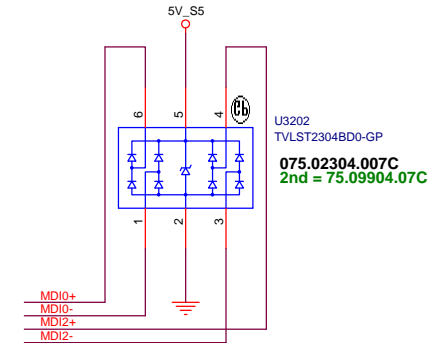 5V_S5
6
5
4
U3202
TVLST2304BD0-GP
075.02304.007C
2nd = 75.09904.07C
1
2
3
MDI0+
MDI0-
MDI2+
MDI2-